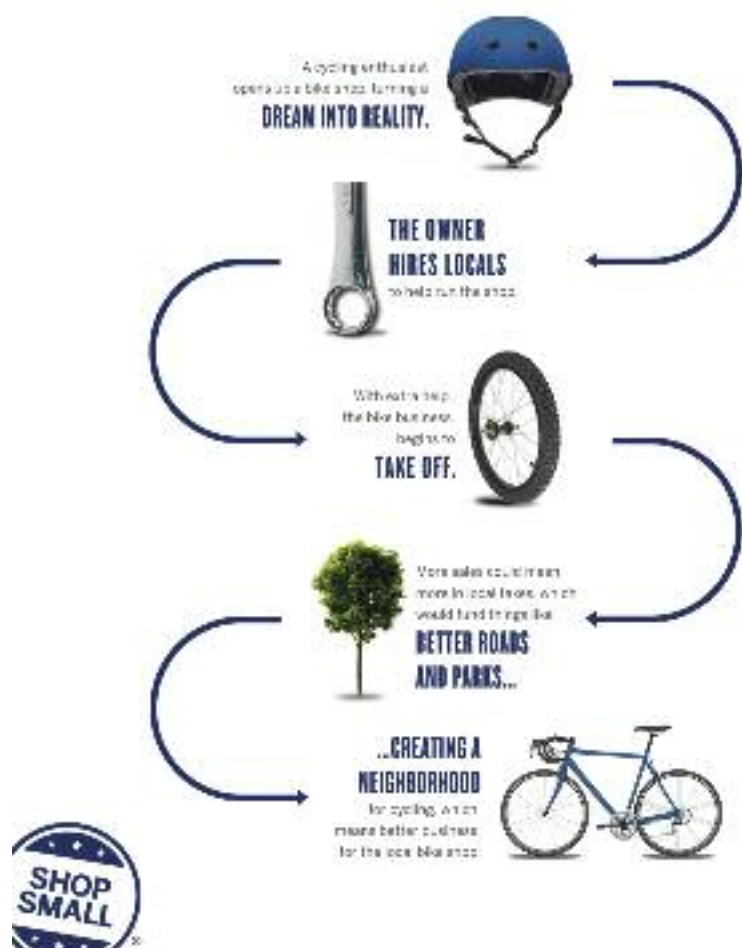 A cycling enthusiast
opens up a bike shop, turning a
DREAM INTO REALITY.
THE OWNER
HIRES LOCALS
to help run the shop.
With extra help,
the bike business
begins to
TAKE OFF.
More sales could mean
more in local taxes, which
would fund things like
BETTER ROADS
AND PARKS...
...CREATING A
NEIGHBORHOOD
for cycling, which
means better business
for the local bike shop.
SHOP
SMALL